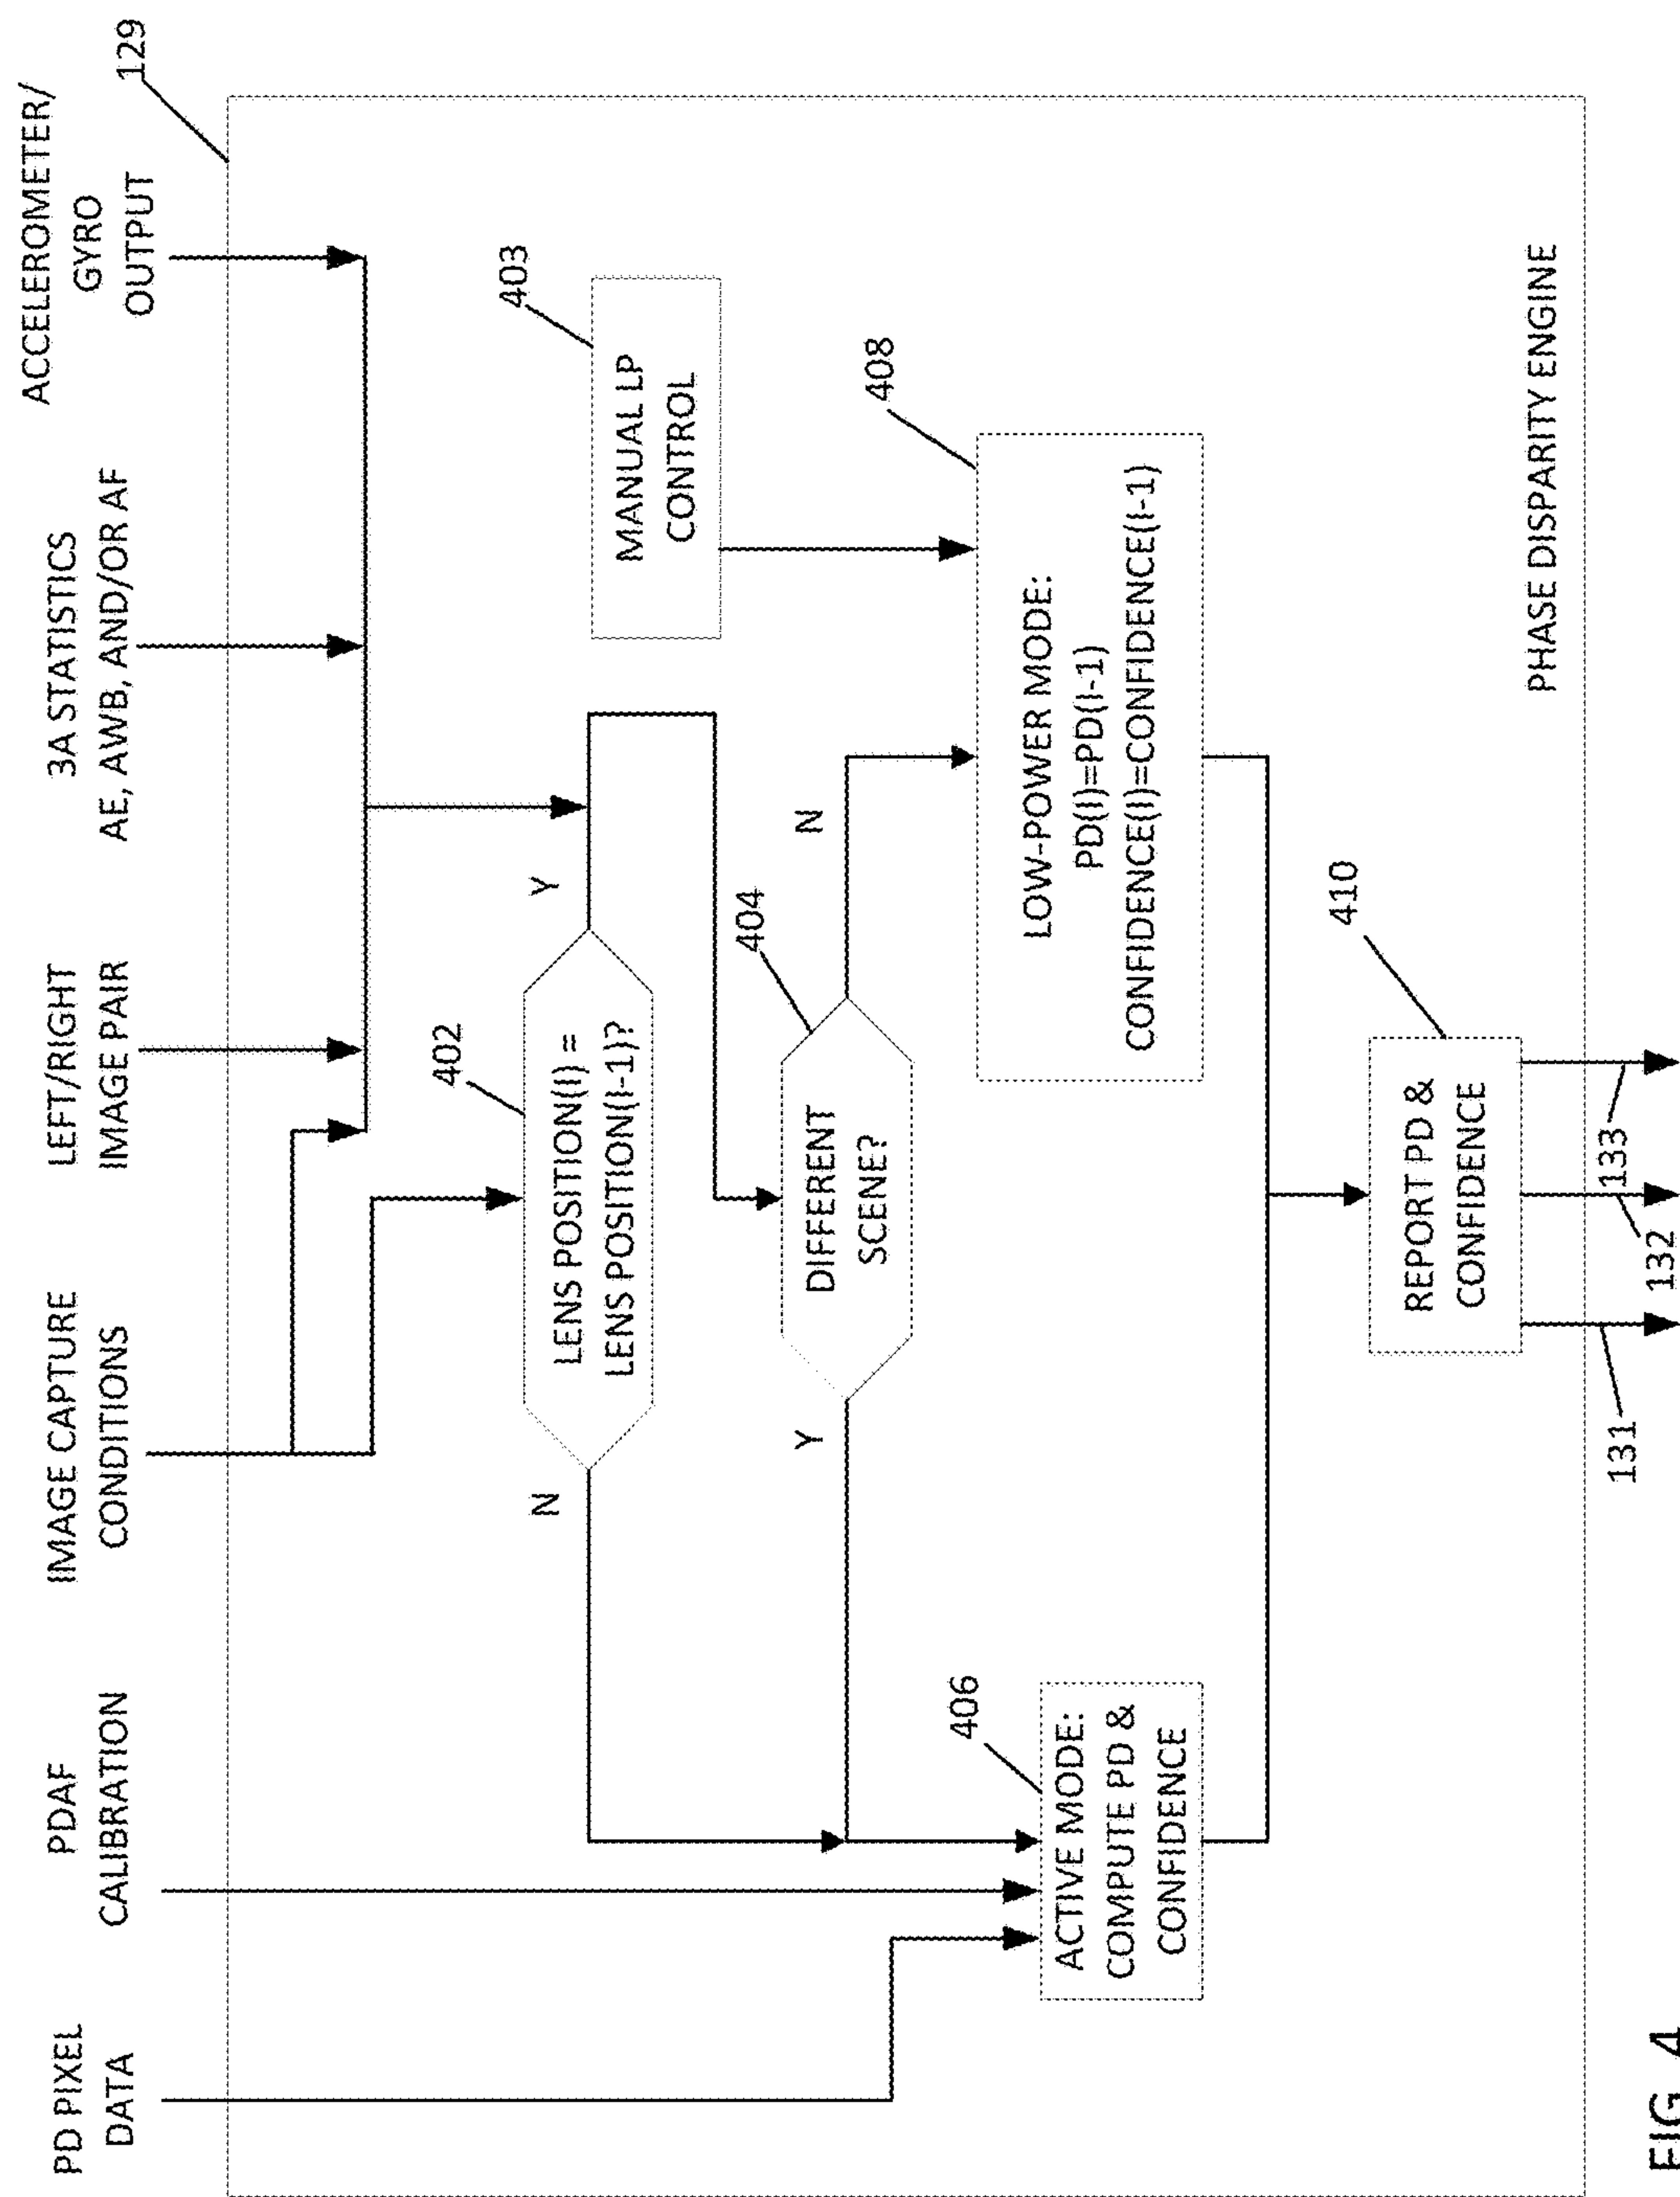 PD PIXEL
DATA
PDAF
CALIBRATION
IMAGE CAPTURE
CONDITIONS
LEFT/RIGHT
IMAGE PAIR
3A STATISTICS
AE, AWB, AND/OR AF
ACCELEROMETER/
GYRO
OUTPUT
129
402
LENS POSITION(I) =
LENS POSITION(I-1)?
N
Y
403
MANUAL LP
CONTROL
404
DIFFERENT
SCENE?
Y
N
406
ACTIVE MODE:
COMPUTE PD &
CONFIDENCE
408
LOW-POWER MODE:
PD(I)=PD(I-1)
CONFIDENCE(I)=CONFIDENCE(I-1)
410
REPORT PD &
CONFIDENCE
PHASE DISPARITY ENGINE
131
132
133
FIG. 4